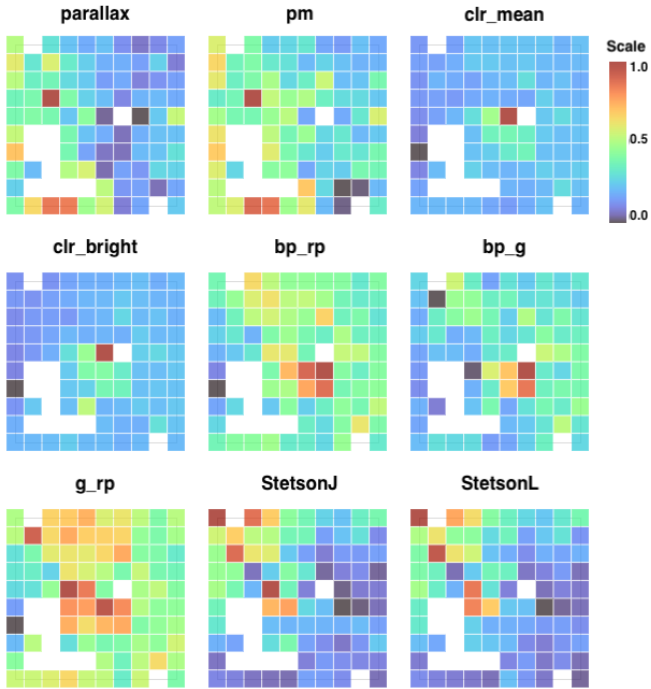 parallax pm clr_mean
Scale
1.0
0.5
0.0
clr_bright bp_rp bp_g
g_rp StetsonJ StetsonL